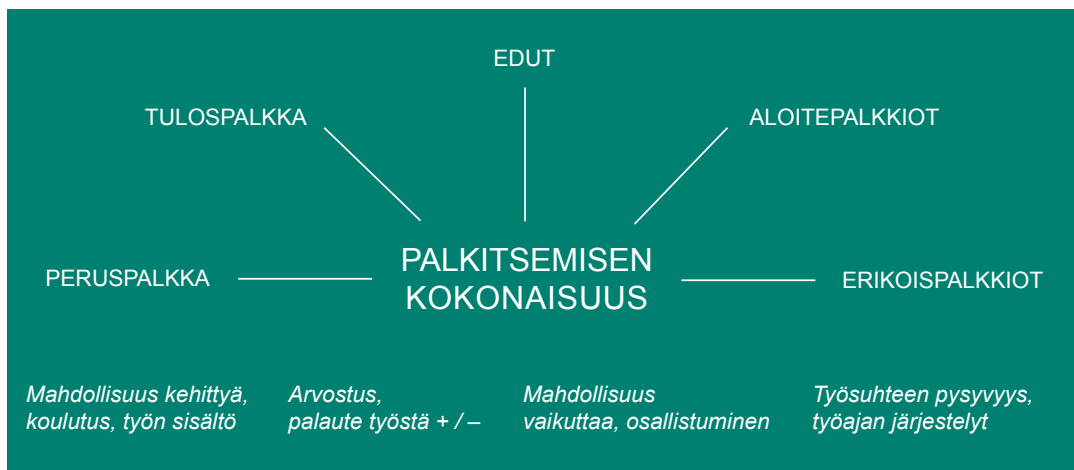 EDUT
TULOSPALKKA
ALOITEPALKKIOT
PALKITSEMISEN
KOKONAISUUS
PERUSPALKKA
ERIKOISPALKKIOT
Mahdollisuus kehittyä,
koulutus, työn sisältö
Arvostus,
palaute työstä + / –
Mahdollisuus
vaikuttaa, osallistuminen
Työsuhteen pysyvyys,
työajan järjestelyt